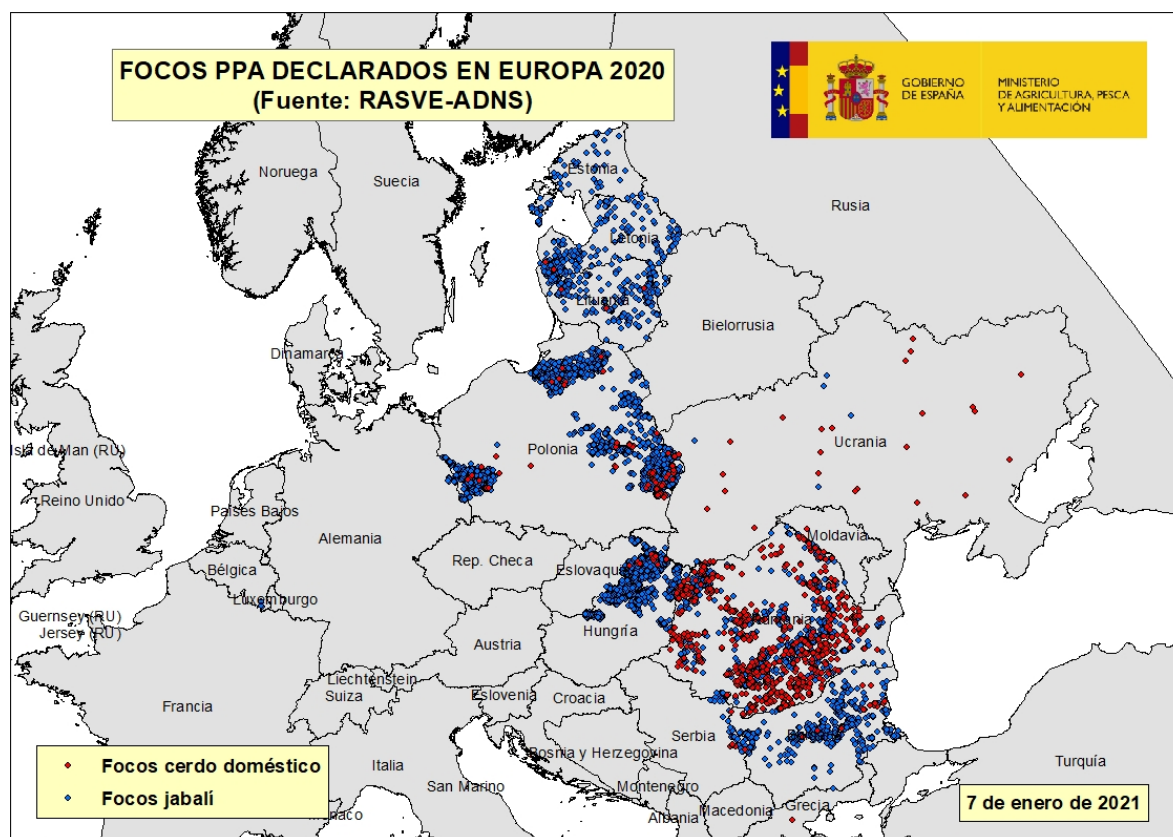 FOCOS PPA DECLARADOS EN EUROPA 2020
(Fuente: RASVE-ADNS)
GOBIERNO
DE ESPAÑA
MINISTERIO
DE AGRICULTURA, PESCA
Y ALIMENTACIÓN
Noruega
Suecia
Estonia
Rusia
Letonia
Lituania
Bielorrusia
Dinamarca
Isla de Man (RU)
Polonia
Ucrania
Reino Unido
Países Bajos
Alemania
Moldavia
Bélgica
Rep. Checa
Luxemburgo
Guernsey (RU)
Jersey (RU)
Hungría
Austria
Liechtenstein
Suiza
Eslovenia
Croacia
Francia
Serbia
Bosnia y Herzegovina
Turquía
Italia
San Marino
Montenegro
Macedonia
Albania
Grecia
Focos cerdo doméstico
Focos jabalí
7 de enero de 2021